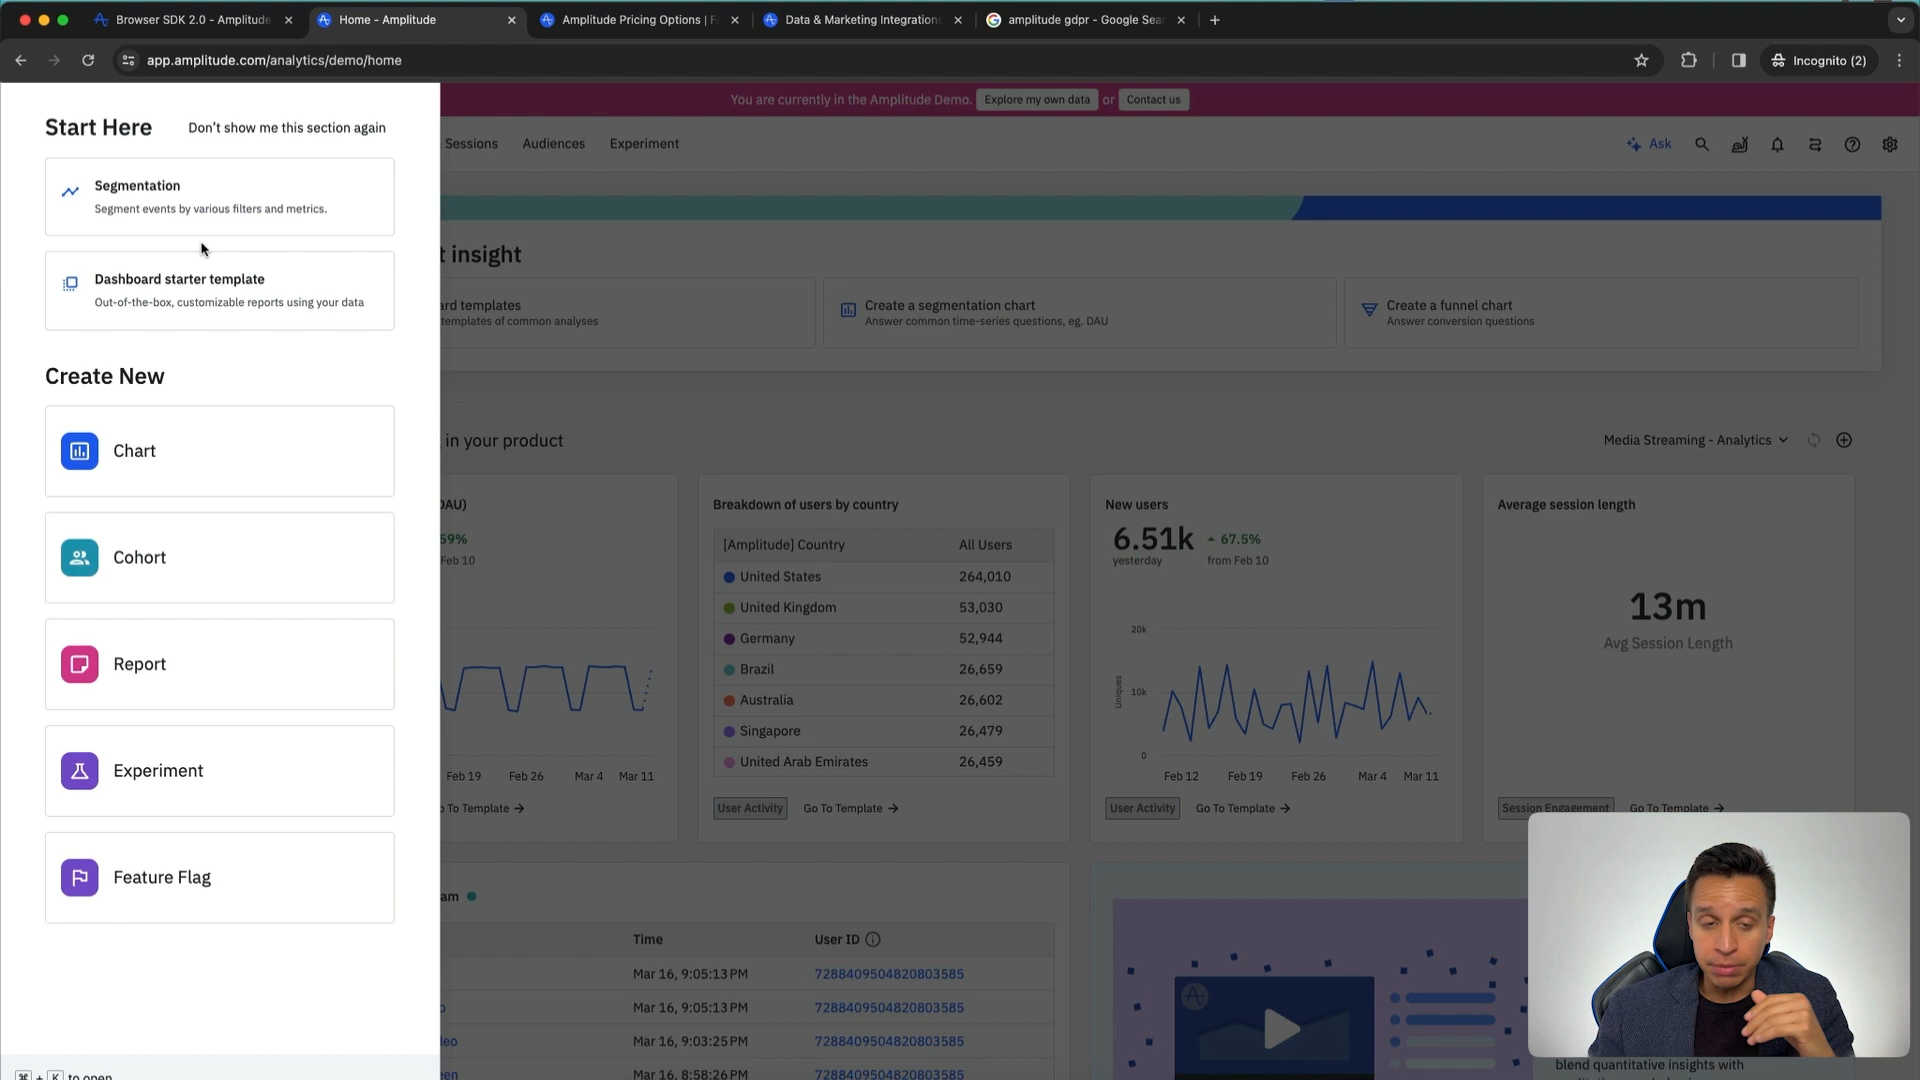 Browser SDK 2.0 - Amplitude
Home - Amplitude
Amplitude Pricing Options |
Data & Marketing Integrations
amplitude gdpr - Google Sea
app.amplitude.com/analytics/demo/home
Incognito (2)
You are currently in the Amplitude Demo.
Explore my own data
or
Contact us
Start Here
Don't show me this section again
Segmentation
Segment events by various filters and metrics.
Dashboard starter template
Out-of-the-box, customizable reports using your data
Create New
Chart
Cohort
Report
Experiment
Feature Flag
⌘ + K to open
Sessions
Audiences
Experiment
Ask
t insight
ard templates
templates of common analyses
Create a segmentation chart
Answer common time-series questions, eg. DAU
Create a funnel chart
Answer conversion questions
in your product
Media Streaming - Analytics
DAU)
59%
Feb 10
Feb 19
Feb 26
Mar 4
Mar 11
o To Template →
Breakdown of users by country
[Amplitude] Country
All Users
United States
264,010
United Kingdom
53,030
Germany
52,944
Brazil
26,659
Australia
26,602
Singapore
26,479
United Arab Emirates
26,459
User Activity
Go To Template →
New users
6.51k
67.5%
yesterday
from Feb 10
20k
10k
0
Uniques
Feb 12
Feb 19
Feb 26
Mar 4
Mar 11
User Activity
Go To Template →
Average session length
13m
Avg Session Length
Session Engagement
Go To Template →
am
Time
User ID
Mar 16, 9:05:13 PM
7288409504820803585
o
Mar 16, 9:05:13 PM
7288409504820803585
leo
Mar 16, 9:03:25 PM
7288409504820803585
een
Mar 16, 8:58:26 PM
7288409504820803585
blend quantitative insights with